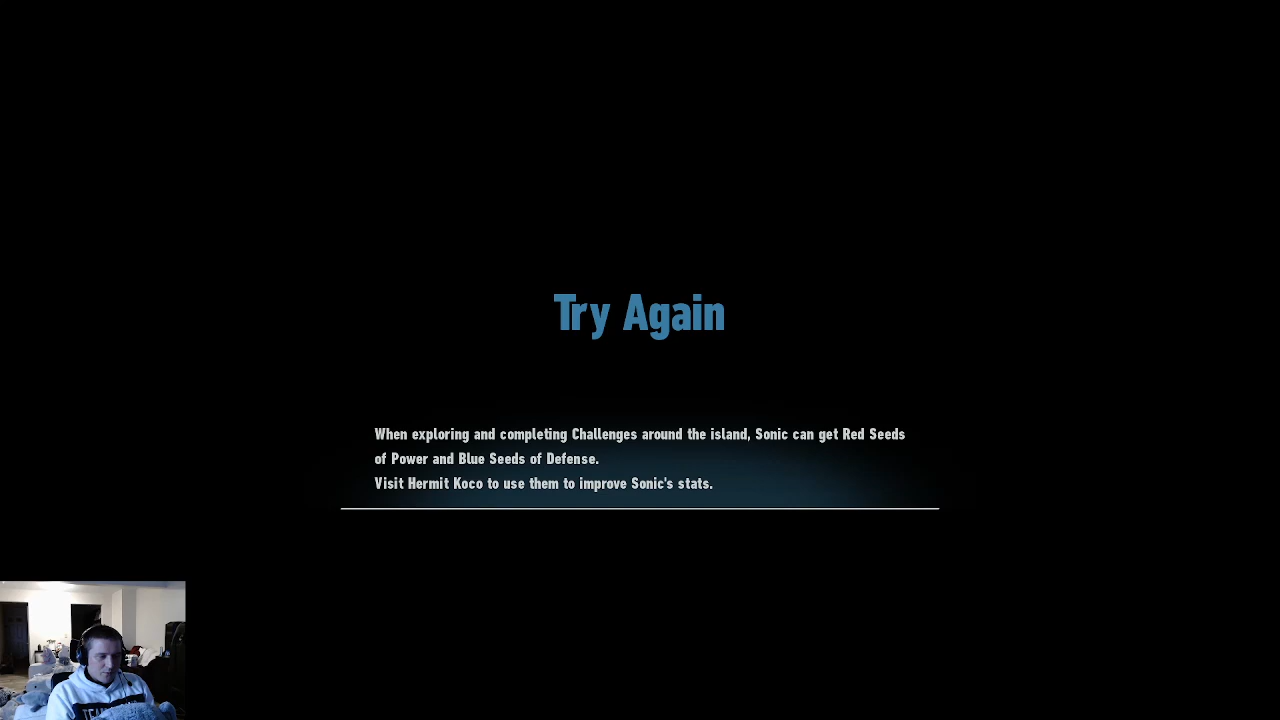 Try Again
When exploring and completing Challenges around the island, Sonic can get Red Seeds
of Power and Blue Seeds of Defense.
Visit Hermit Koco to use them to improve Sonic's stats.